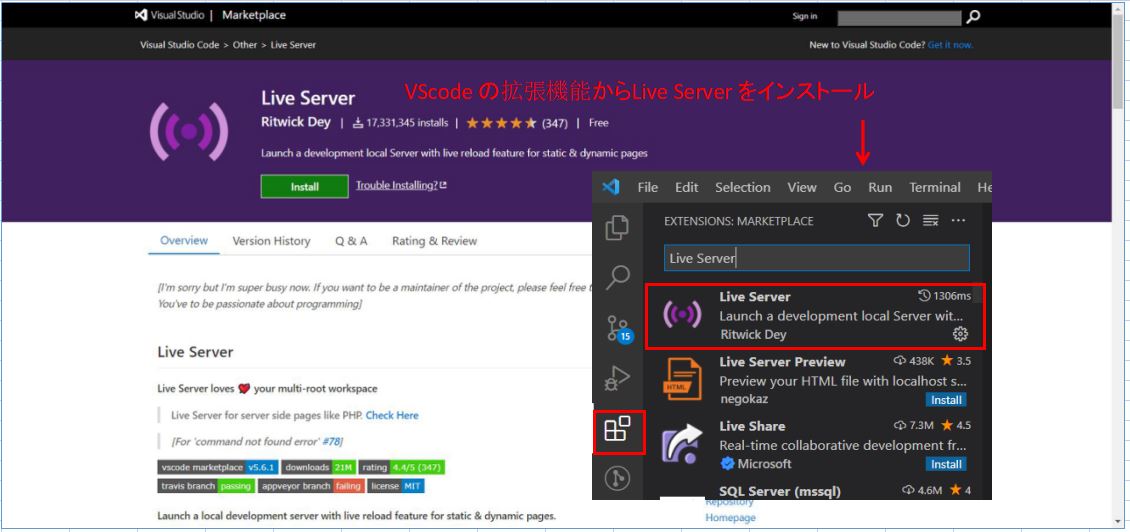 Visual Studio | Marketplace
Sign in
Visual Studio Code > Other > Live Server
New to Visual Studio Code? Get it now.
VScode の拡張機能からLive Server をインストール
Live Server
Ritwick Dey | 17,331,345 installs | (347) | Free
Launch a development local Server with live reload feature for static & dynamic pages
Install
Trouble Installing?
Overview
Version History
Q & A
Rating & Review
[I'm sorry but I'm super busy now. If you want to be a maintainer of the project, please feel free t
You've to be passionate about programming]
Live Server
Live Server loves your multi-root workspace
Live Server for server side pages like PHP. Check Here
[For 'command not found error' #78]
vscode marketplace v5.6.1 downloads 21M rating 4.4/5 (347)
travis branch passing appveyor branch failing license MIT
Launch a local development server with live reload feature for static & dynamic pages.
File Edit Selection View Go Run Terminal He
EXTENSIONS: MARKETPLACE
Live Server
Live Server 1306ms
Launch a development local Server wit...
Ritwick Dey
15
Live Server Preview 438K 3.5
HTML
Preview your HTML file with localhost s...
negokaz Install
Live Share 7.3M 4.5
Real-time collaborative development fr...
Microsoft Install
SQL Server (mssql) 4.6M 4
Repository
Homepage